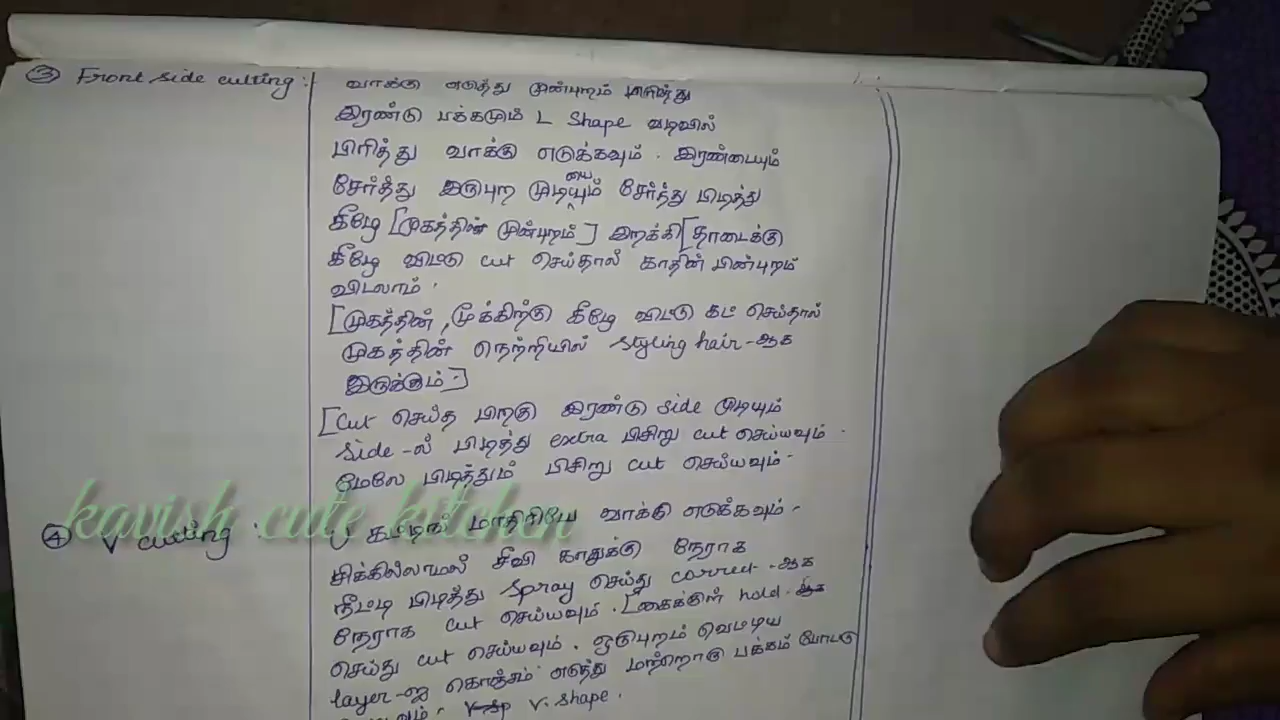 ③ Front side cutting :- வாக்கு எடுத்து முன்புறம் பிரித்து
இரண்டு பக்கமும் L Shape வடிவில்
பிரித்து வாக்கு எடுக்கவும். இரண்டையும்
சேர்த்து இருபுற முடியையும் சேர்ந்து பிடித்து
கீழே [முகத்தின் முன்புறம்] இறக்கி [தாடைக்கு
கீழே விட்டு cut செய்தால் காதின் பின்புறம்
விடலாம்.
[முகத்தின், மூக்கிற்கு கீழே விட்டு கட் செய்தால்
முகத்தின் நெற்றியில் styling hair-ஆக
இருக்கும்.]
[Cut செய்த பிறகு இரண்டு side முடியும்
Side-ல் பிடித்து extra பிசிறு cut செய்யவும்.
மேலே பிடித்தும் பிசிறு cut செய்யவும்.
kavish cute kitchen
④ V cutting : U கட்டிங் மாதிரியே வாக்கு எடுக்கவும்.
சிக்கில்லாமல் சீவி காதுக்கு நேராக
நீட்டி பிடித்து Spray செய்து correct-ஆக
நேராக cut செய்யவும். [கைக்குள் hold-ஆக
செய்து cut செய்யவும். ஒருபுறம் வெட்டிய
layer-ஐ கொஞ்சம் எடுத்து மற்றொரு பக்கம் போட்டு
V. shape.